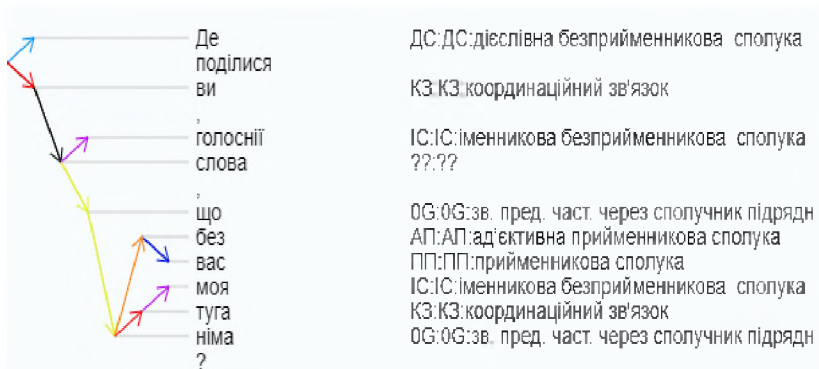 Де ДС:ДС:дієслівна безприйменникова сполука
поділися
ви КЗ:КЗ:координаційний зв'язок
,
голоснії ІС:ІС:іменникова безприйменникова сполука
слова ??:??
,
що 0G:0G:зв. пред. част. через сполучник підрядн
без АП:АП:ад'єктивна прийменникова сполука
вас ПП:ПП:прийменникова сполука
моя ІС:ІС:іменникова безприйменникова сполука
туга КЗ:КЗ:координаційний зв'язок
німа 0G:0G:зв. пред. част. через сполучник підрядн
?